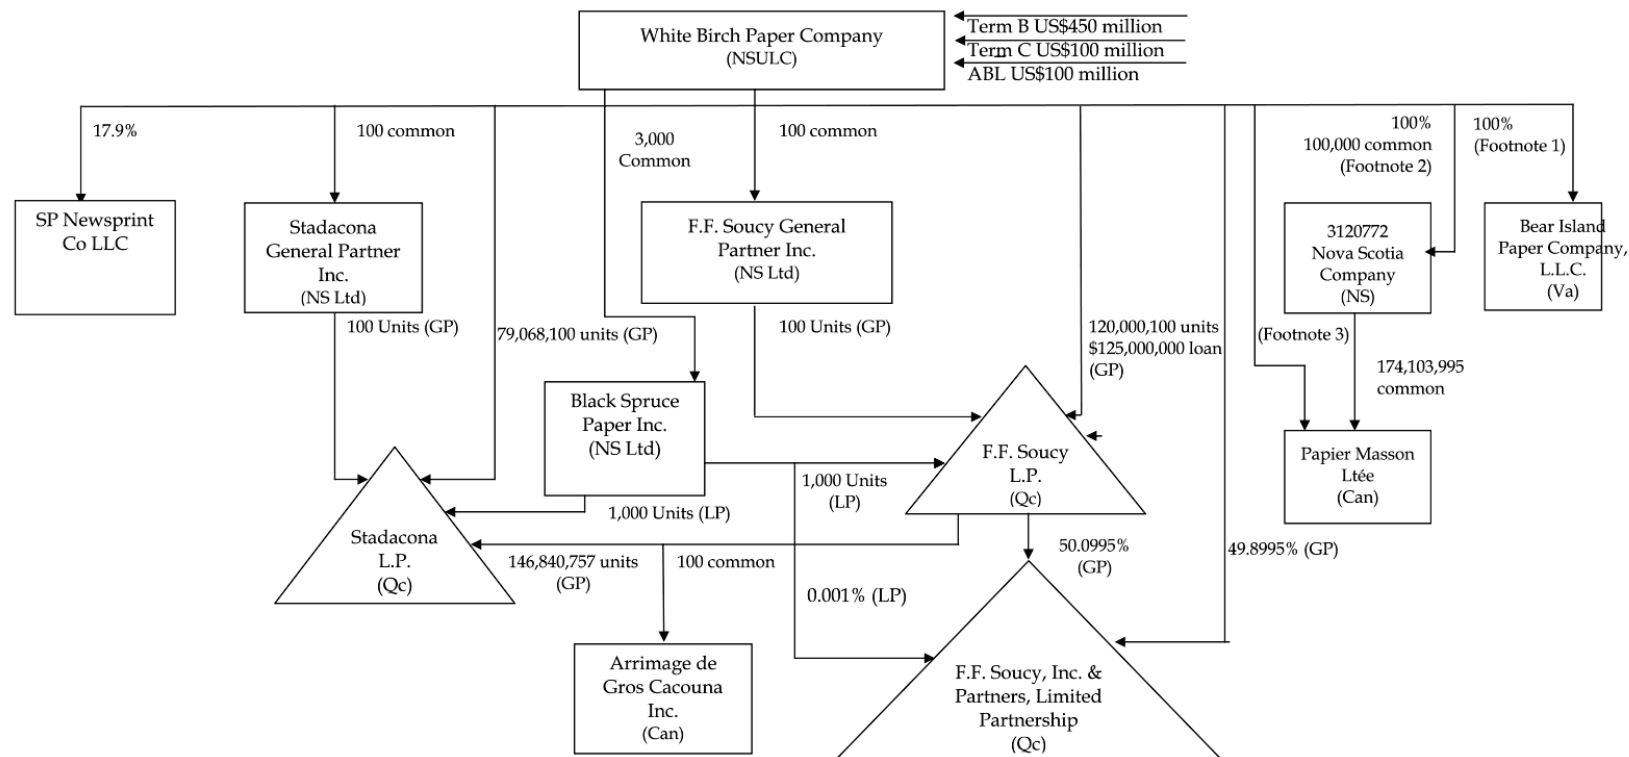 White Birch Paper Company
(NSULC)
Term B US$450 million
Term C US$100 million
ABL US$100 million
17.9%
100 common
3,000
Common
100 common
100%
100,000 common
(Footnote 2)
100%
(Footnote 1)
SP Newsprint
Co LLC
Stadacona
General Partner
Inc.
(NS Ltd)
F.F. Soucy General
Partner Inc.
(NS Ltd)
3120772
Nova Scotia
Company
(NS)
Bear Island
Paper Company,
L.L.C.
(Va)
100 Units (GP)
79,068,100 units (GP)
100 Units (GP)
120,000,100 units
$125,000,000 loan
(GP)
(Footnote 3)
174,103,995
common
Black Spruce
Paper Inc.
(NS Ltd)
F.F. Soucy
L.P.
(Qc)
Papier Masson
Ltée
(Can)
1,000 Units
(LP)
1,000 Units (LP)
Stadacona
L.P.
(Qc)
146,840,757 units
(GP)
100 common
50.0995%
(GP)
49.8995% (GP)
0.001% (LP)
Arrimage de
Gros Cacouna
Inc.
(Can)
F.F. Soucy, Inc. &
Partners, Limited
Partnership
(Qc)